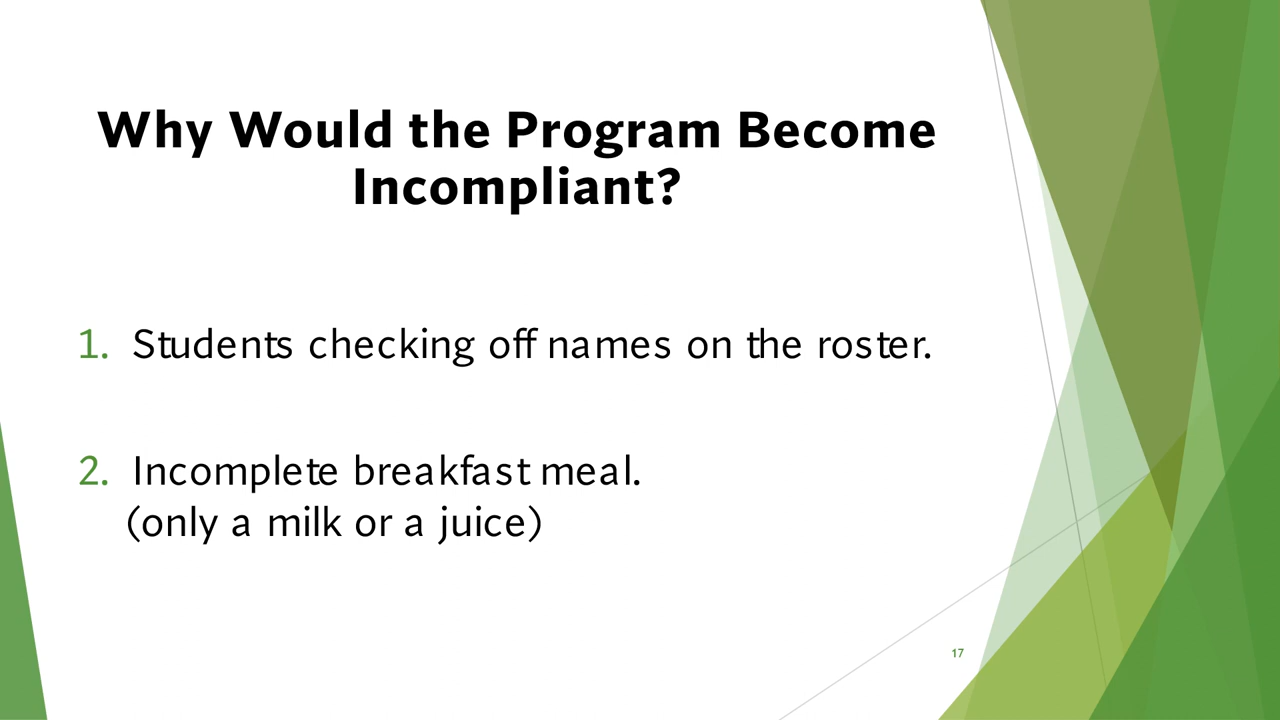 Why Would the Program Become
Incompliant?
1. Students checking off names on the roster.
2. Incomplete breakfast meal.
(only a milk or a juice)
17